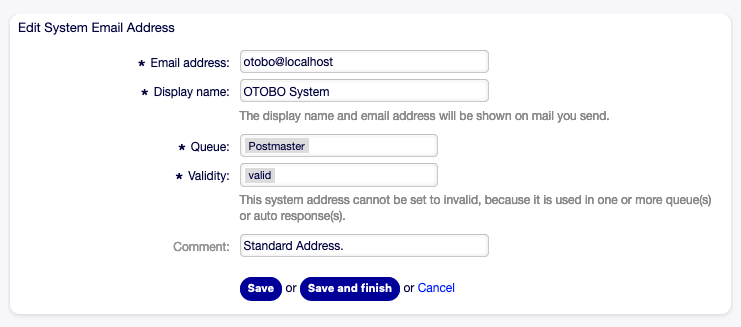 Edit System Email Address
* Email address: otobo@localhost
* Display name: OTOBO System
The display name and email address will be shown on mail you send.
* Queue: Postmaster
* Validity: valid
This system address cannot be set to invalid, because it is used in one or more queue(s)
or auto response(s).
Comment: Standard Address.
Save or Save and finish or Cancel